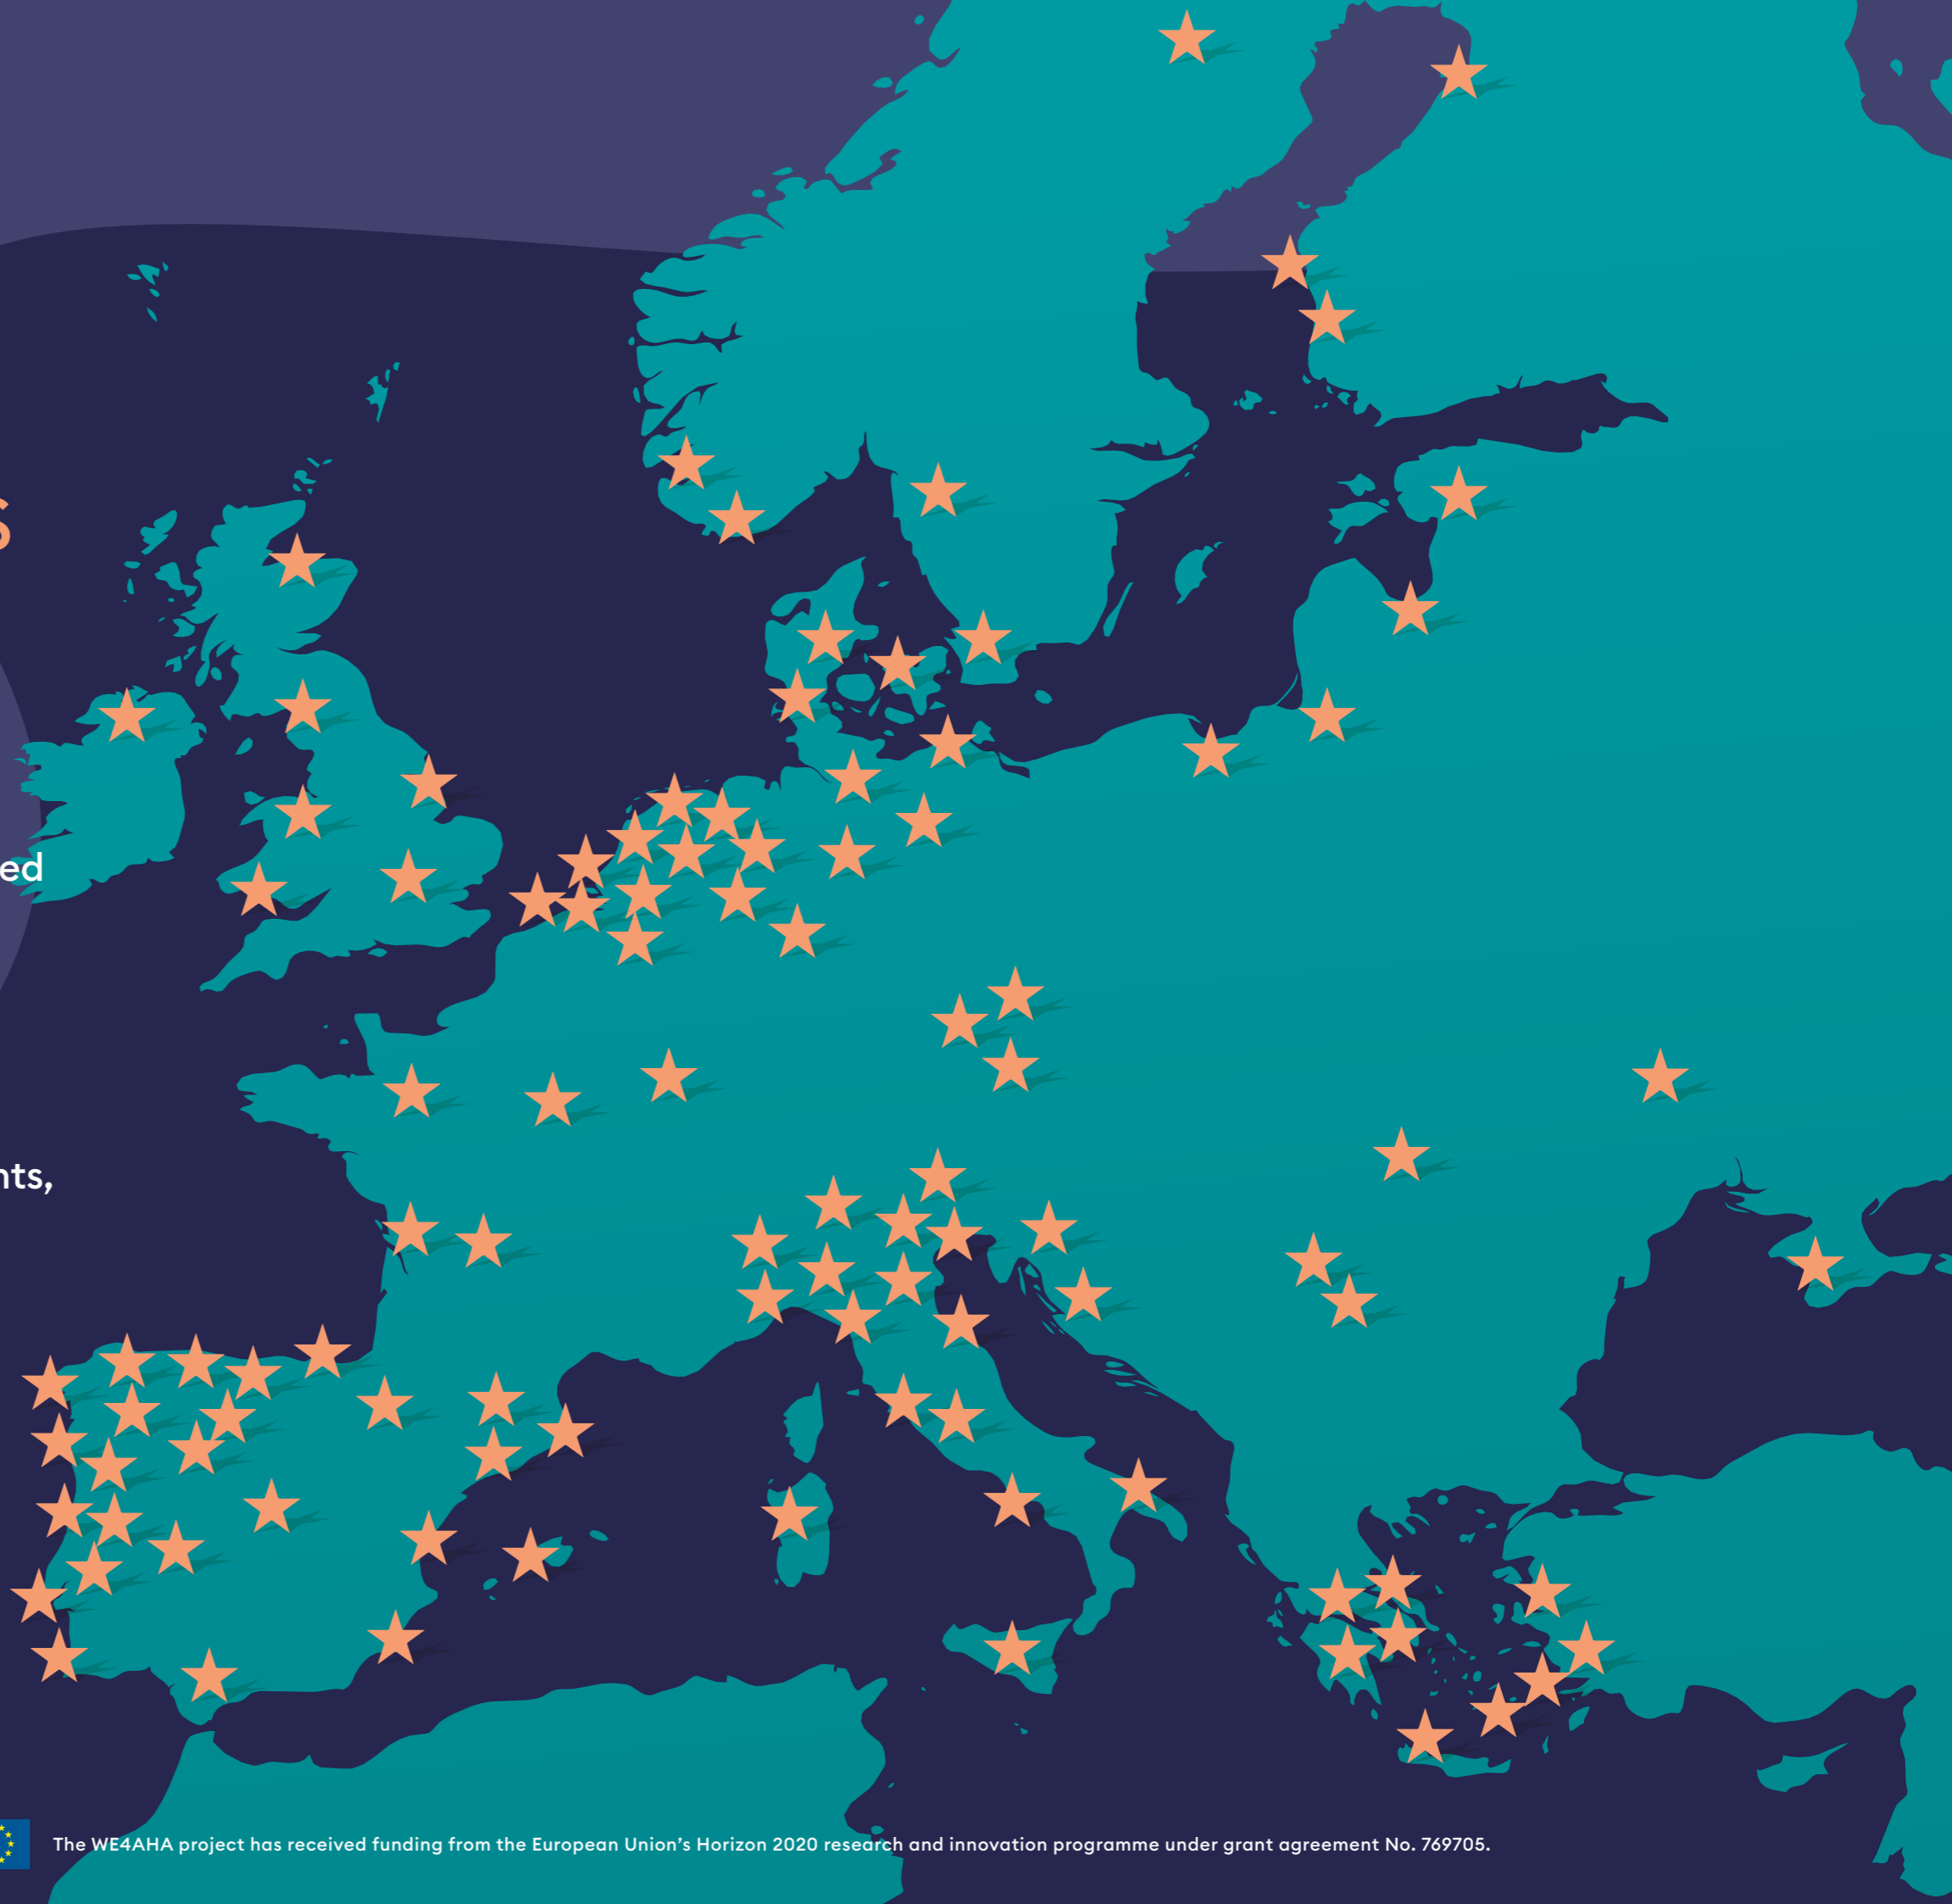 s
ed
nts,
The WE4AHA project has received funding from the European Union’s Horizon 2020 research and innovation programme under grant agreement No. 769705.